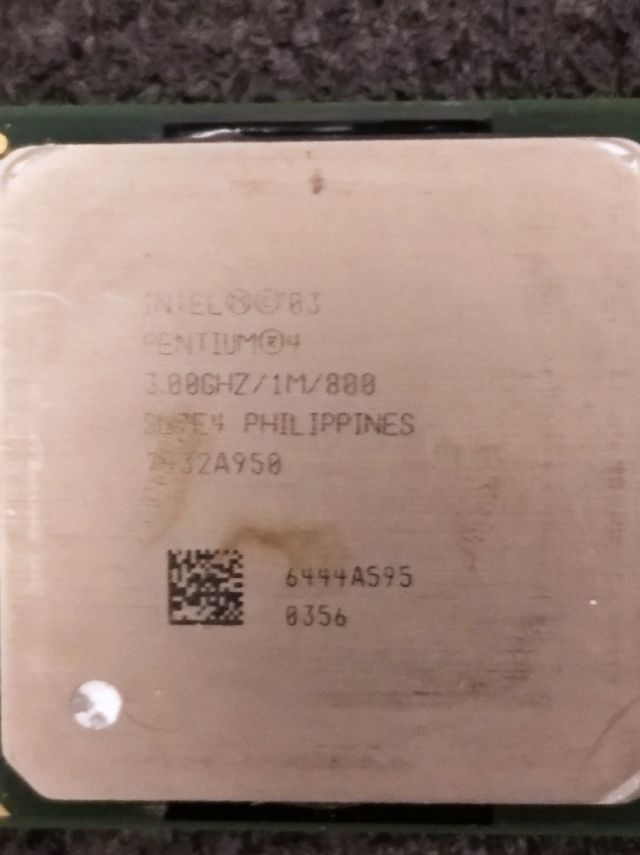 INTEL Ⓜ©'03
PENTIUM® 4
3.00GHZ/1M/800
PHILIPPINES
6444A595
0356